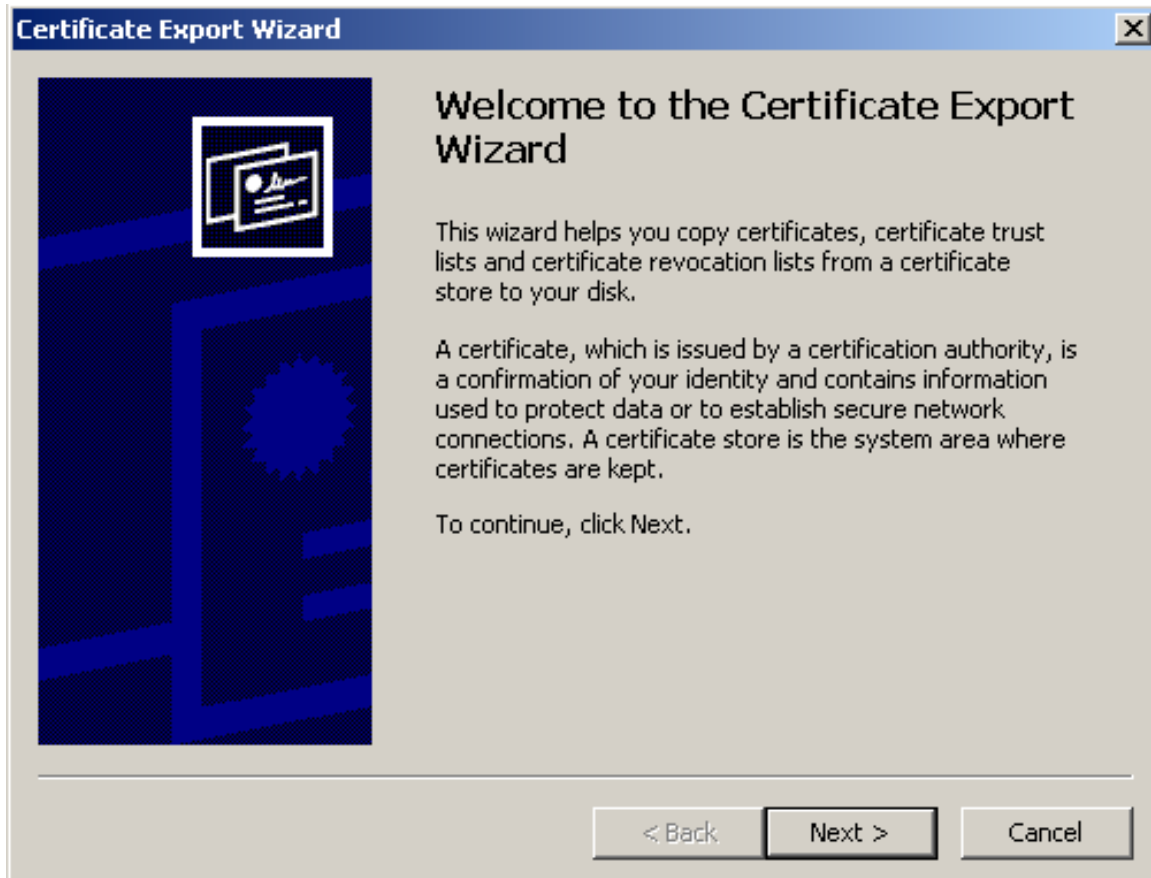 Certificate Export Wizard
Welcome to the Certificate Export
Wizard
This wizard helps you copy certificates, certificate trust
lists and certificate revocation lists from a certificate
store to your disk.
A certificate, which is issued by a certification authority, is
a confirmation of your identity and contains information
used to protect data or to establish secure network
connections. A certificate store is the system area where
certificates are kept.
To continue, click Next.
< Back
Next >
Cancel